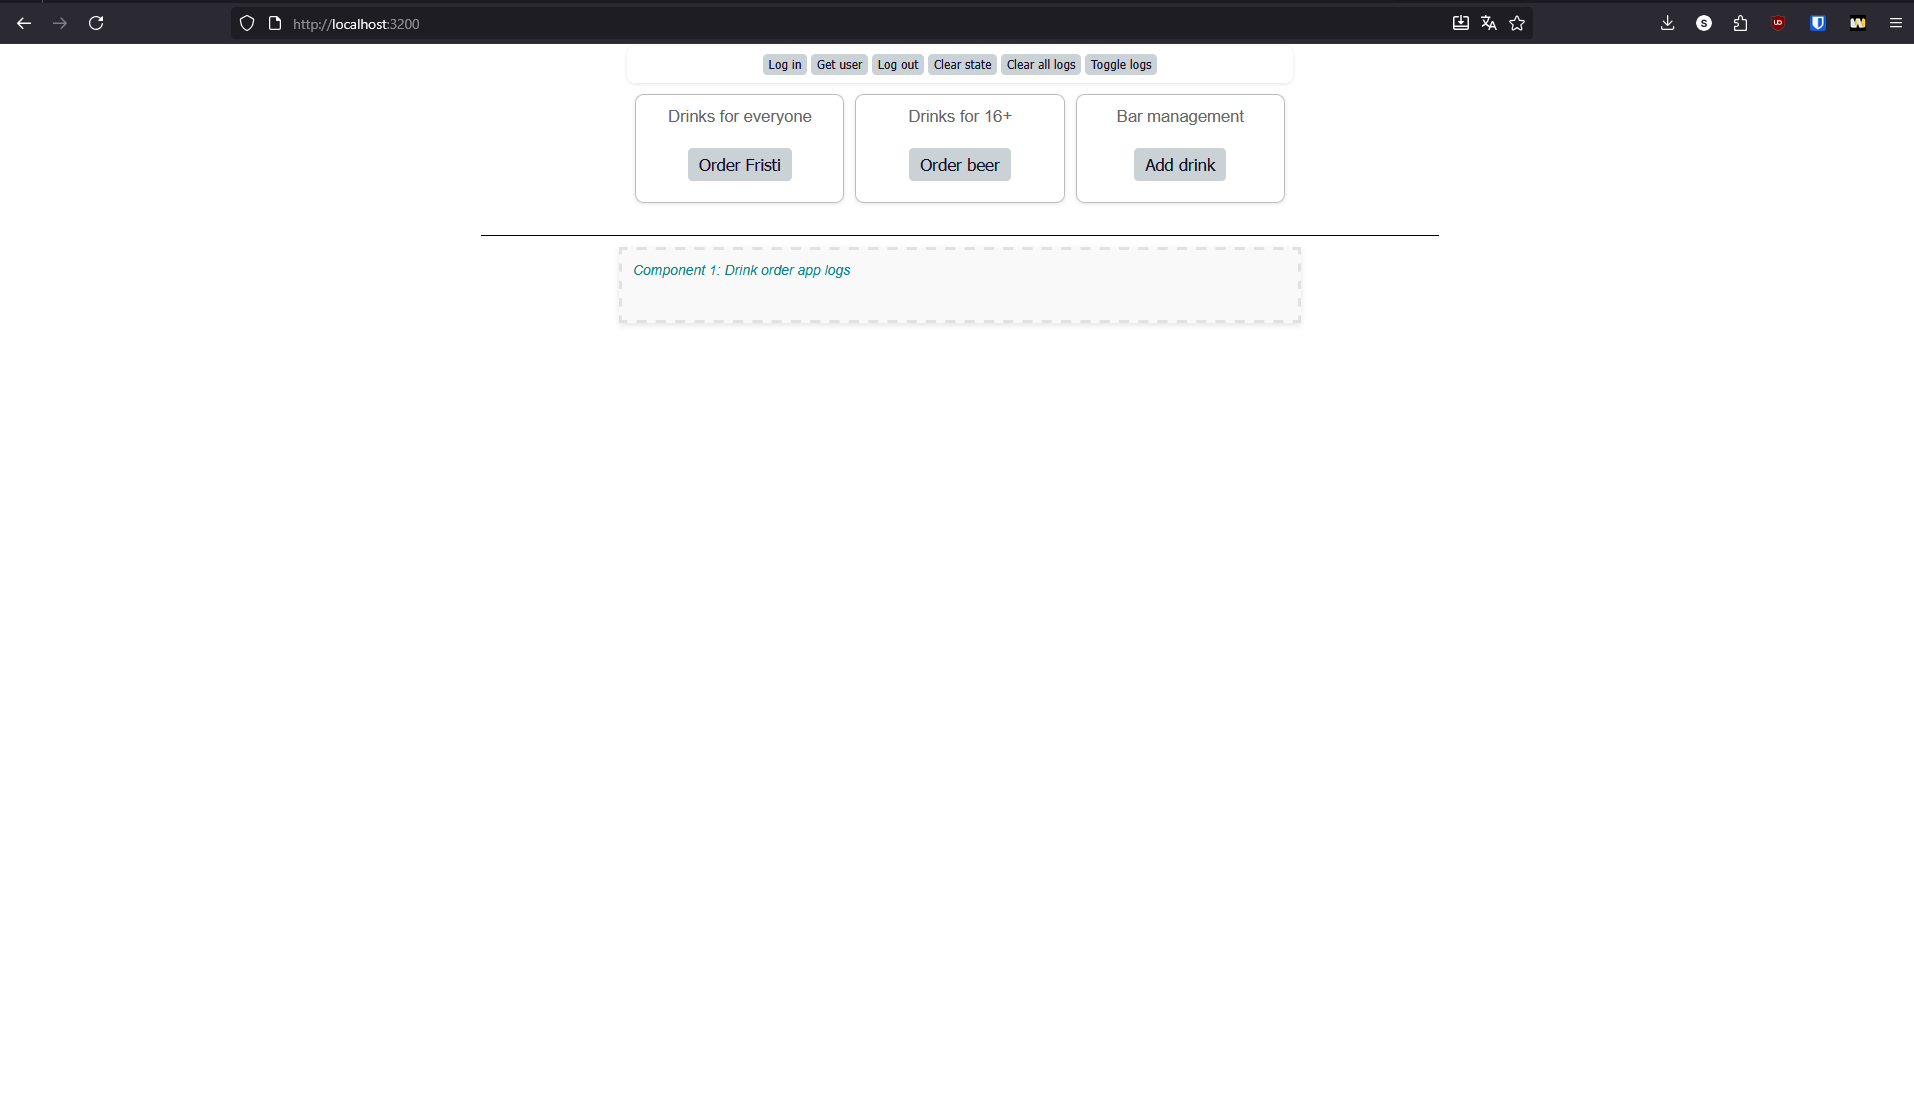 http://localhost:3200
Log in Get user Log out Clear state Clear all logs Toggle logs
Drinks for everyone Drinks for 16+ Bar management
Order Fristi Order beer Add drink
Component 1: Drink order app logs